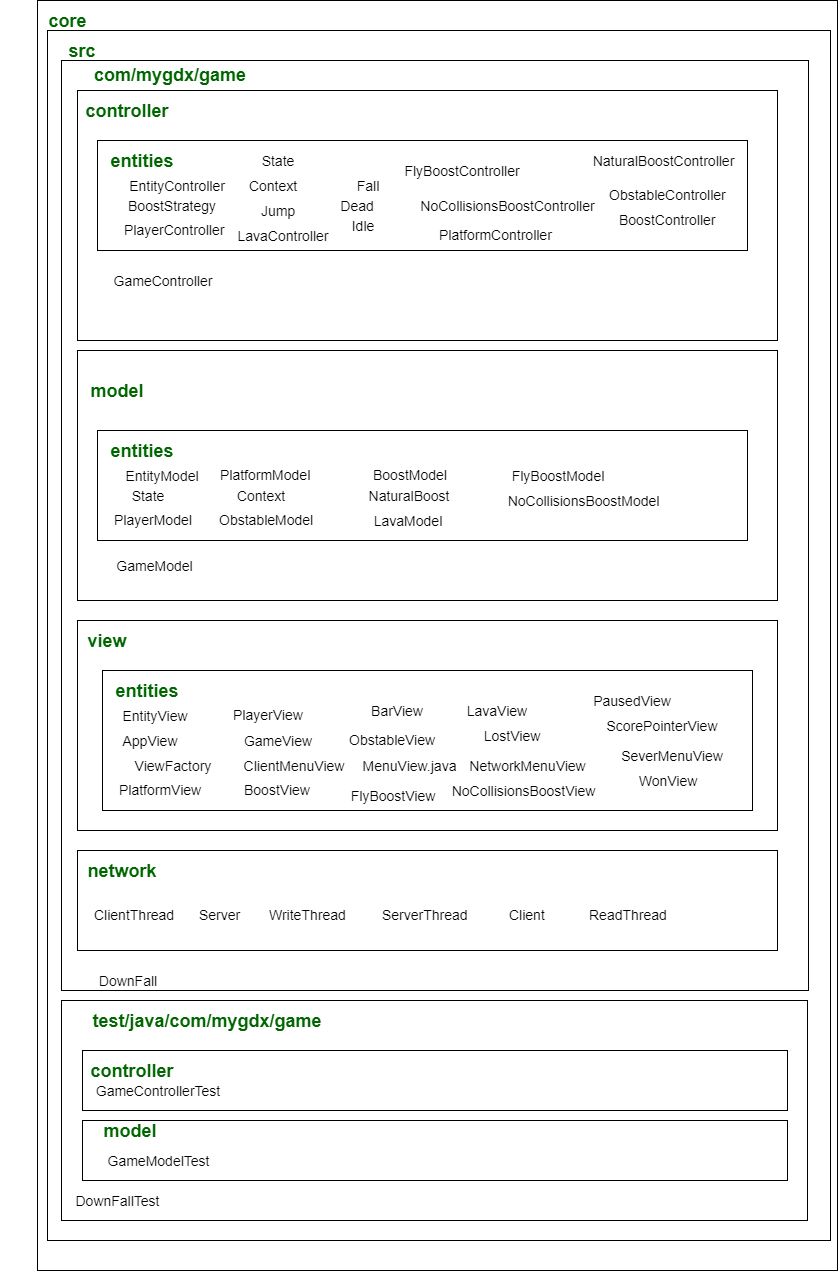 core
src
com/mygdx/game
controller
entities
State
FlyBoostController
NaturalBoostController
EntityController
Context
Fall
ObstableController
BoostStrategy
Jump
Dead
NoCollisionsBoostController
BoostController
PlayerController
LavaController
Idle
PlatformController
GameController
model
entities
EntityModel
PlatformModel
BoostModel
FlyBoostModel
State
Context
NaturalBoost
NoCollisionsBoostModel
PlayerModel
ObstableModel
LavaModel
GameModel
view
entities
EntityView
PlayerView
BarView
LavaView
PausedView
AppView
GameView
ObstableView
LostView
ScorePointerView
ViewFactory
ClientMenuView
MenuView.java
NetworkMenuView
SeverMenuView
PlatformView
BoostView
FlyBoostView
NoCollisionsBoostView
WonView
network
ClientThread
Server
WriteThread
ServerThread
Client
ReadThread
DownFall
test/java/com/mygdx/game
controller
GameControllerTest
model
GameModelTest
DownFallTest